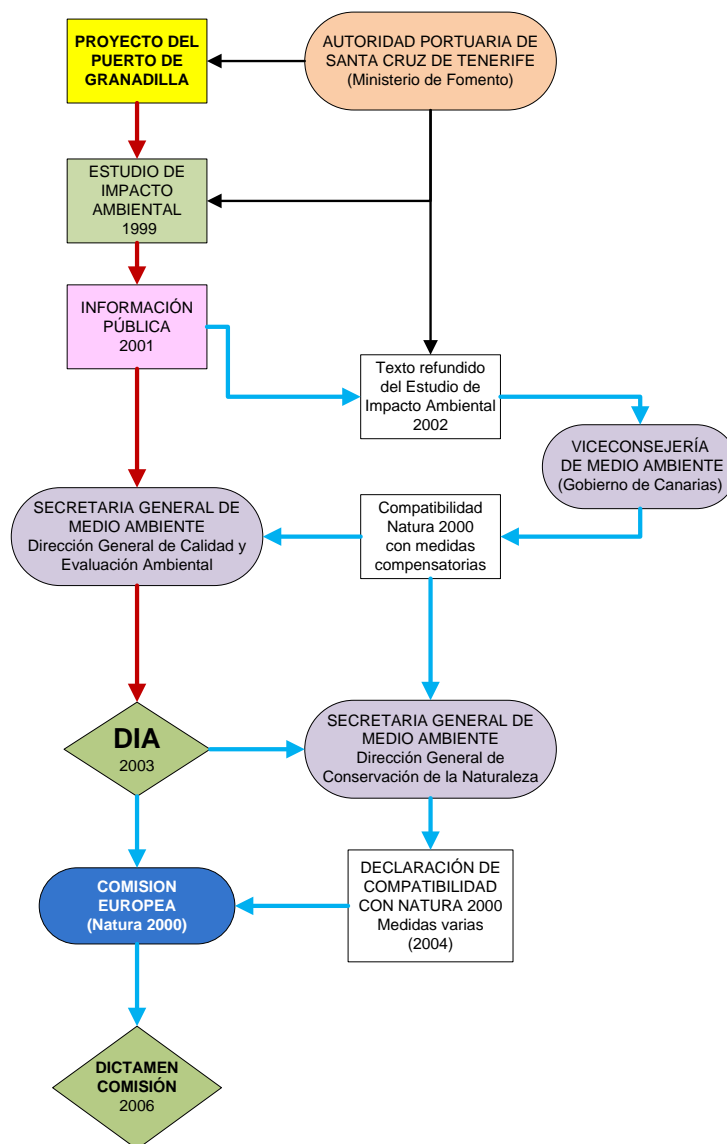 PROYECTO DEL
PUERTO DE
GRANADILLA
AUTORIDAD PORTUARIA DE
SANTA CRUZ DE TENERIFE
(Ministerio de Fomento)
ESTUDIO DE
IMPACTO
AMBIENTAL
1999
INFORMACIÓN
PÚBLICA
2001
Texto refundido
del Estudio de
Impacto Ambiental
2002
VICECONSEJERÍA
DE MEDIO AMBIENTE
(Gobierno de Canarias)
SECRETARIA GENERAL DE
MEDIO AMBIENTE
Dirección General de Calidad y
Evaluación Ambiental
Compatibilidad
Natura 2000
con medidas
compensatorias
DIA
2003
SECRETARIA GENERAL DE
MEDIO AMBIENTE
Dirección General de
Conservación de la Naturaleza
COMISION
EUROPEA
(Natura 2000)
DECLARACIÓN DE
COMPATIBILIDAD
CON NATURA 2000
Medidas varias
(2004)
DICTAMEN
COMISIÓN
2006